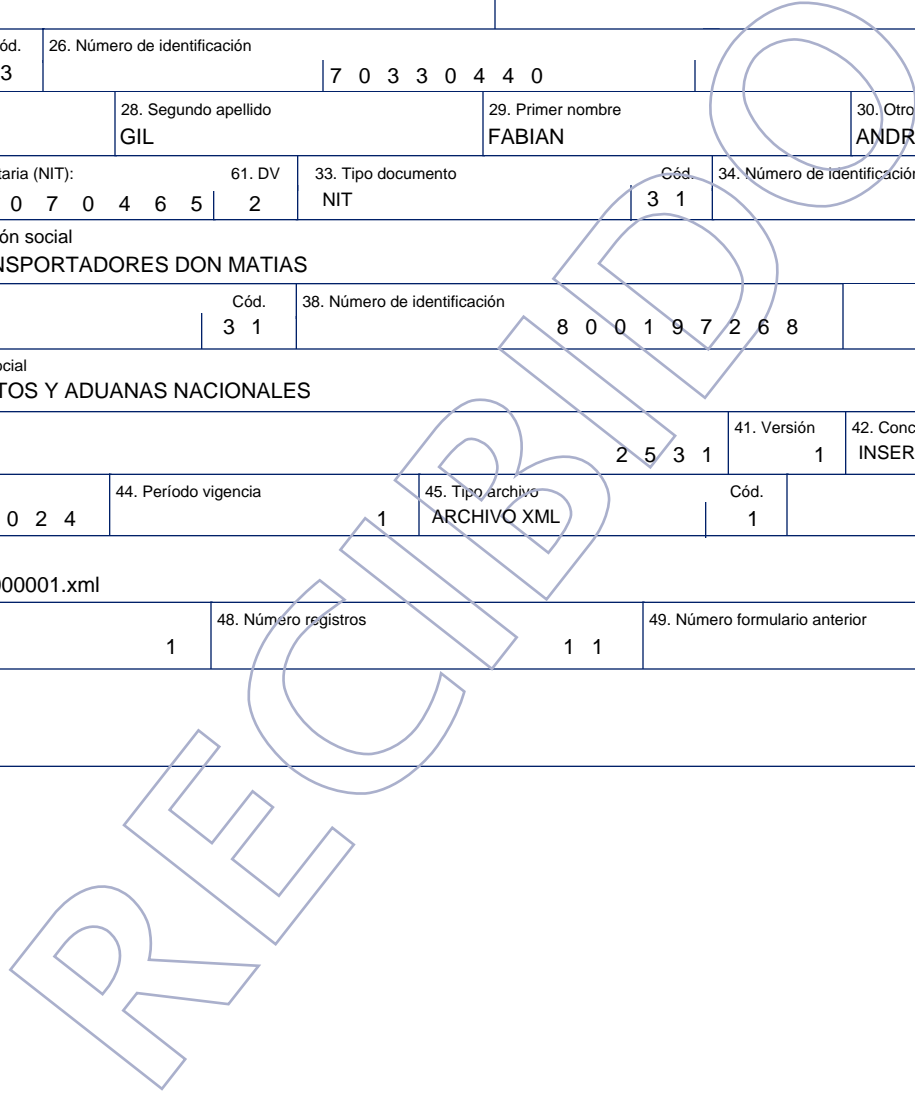 ód. 26. Número de identificación
3 7 0 3 3 0 4 4 0
28. Segundo apellido 29. Primer nombre 30. Otro
GIL FABIAN ANDR
taria (NIT): 61. DV 33. Tipo documento Cód. 34. Número de identificación
0 7 0 4 6 5 2 NIT 3 1
ón social
NSPORTADORES DON MATIAS
Cód. 38. Número de identificación
3 1 8 0 0 1 9 7 2 6 8
ocial
TOS Y ADUANAS NACIONALES
41. Versión 42. Conc
2 5 3 1 1 INSER
44. Período vigencia 45. Tipo archivo Cód.
0 2 4 1 ARCHIVO XML 1
000001.xml
48. Número registros 49. Número formulario anterior
1 1 1
RECIBIDO